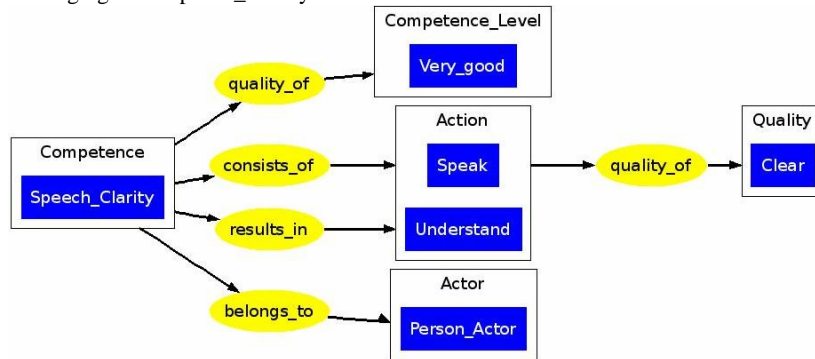 Competence_Level
Very_good
quality_of
Competence
Speech_Clarity
consists_of
results_in
belongs_to
Action
Speak
Understand
quality_of
Quality
Clear
Actor
Person_Actor